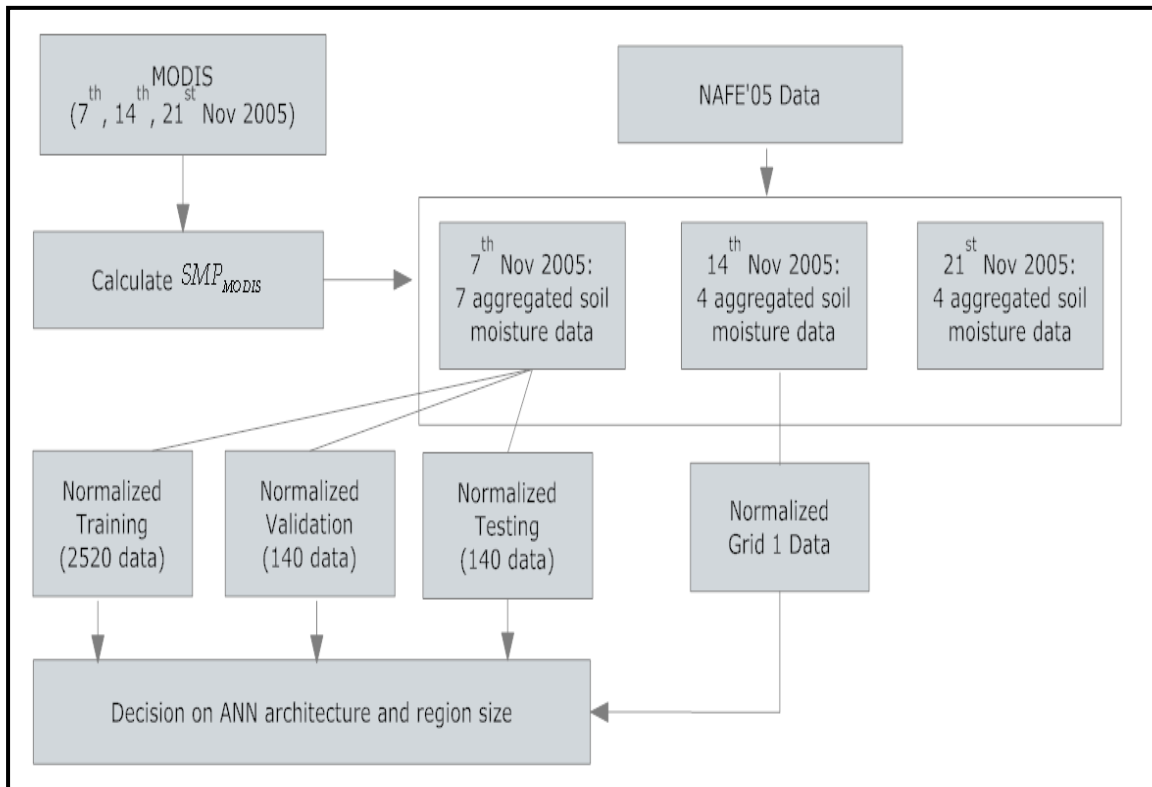 MODIS
(7th, 14th, 21st Nov 2005)
NAFE'05 Data
Calculate SMP_MODIS
7th Nov 2005:
7 aggregated soil
moisture data
14th Nov 2005:
4 aggregated soil
moisture data
21st Nov 2005:
4 aggregated soil
moisture data
Normalized
Training
(2520 data)
Normalized
Validation
(140 data)
Normalized
Testing
(140 data)
Normalized
Grid 1 Data
Decision on ANN architecture and region size